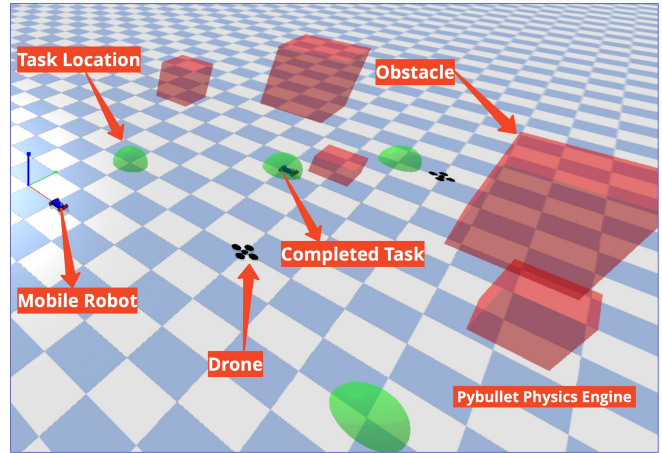 Task Location
Obstacle
Completed Task
Mobile Robot
Drone
Pybullet Physics Engine